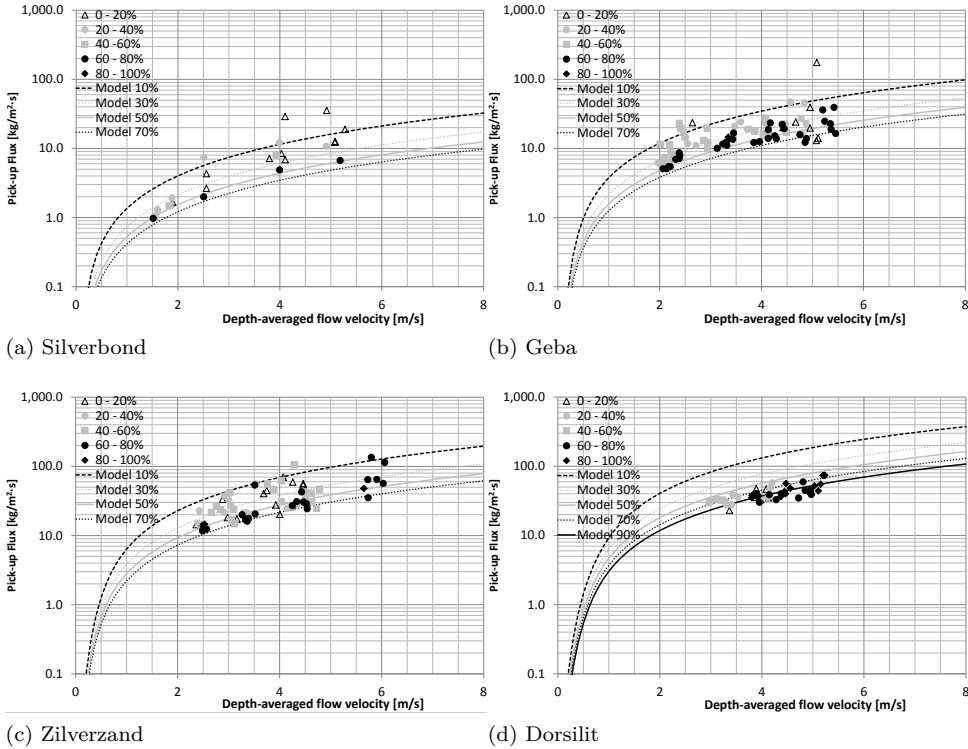 1,000.0
100.0
10.0
1.0
0.1
Pick-up Flux [kg/m²·s]
0 - 20%
20 - 40%
40 -60%
60 - 80%
80 - 100%
Model 10%
Model 30%
Model 50%
Model 70%
0 2 4 6 8
Depth-averaged flow velocity [m/s]
(a) Silverbond
1,000.0
100.0
10.0
1.0
0.1
Pick-up Flux [kg/m²·s]
0 - 20%
20 - 40%
40 -60%
60 - 80%
80 - 100%
Model 10%
Model 30%
Model 50%
Model 70%
0 2 4 6 8
Depth-averaged flow velocity [m/s]
(b) Geba
1,000.0
100.0
10.0
1.0
0.1
Pick-up Flux [kg/m²·s]
0 - 20%
20 - 40%
40 -60%
60 - 80%
80 - 100%
Model 10%
Model 30%
Model 50%
Model 70%
0 2 4 6 8
Depth-averaged flow velocity [m/s]
(c) Zilverzand
1,000.0
100.0
10.0
1.0
0.1
Pick-up Flux [kg/m²·s]
0 - 20%
20 - 40%
40 -60%
60 - 80%
80 - 100%
Model 10%
Model 30%
Model 50%
Model 70%
Model 90%
0 2 4 6 8
Depth-averaged flow velocity [m/s]
(d) Dorsilit